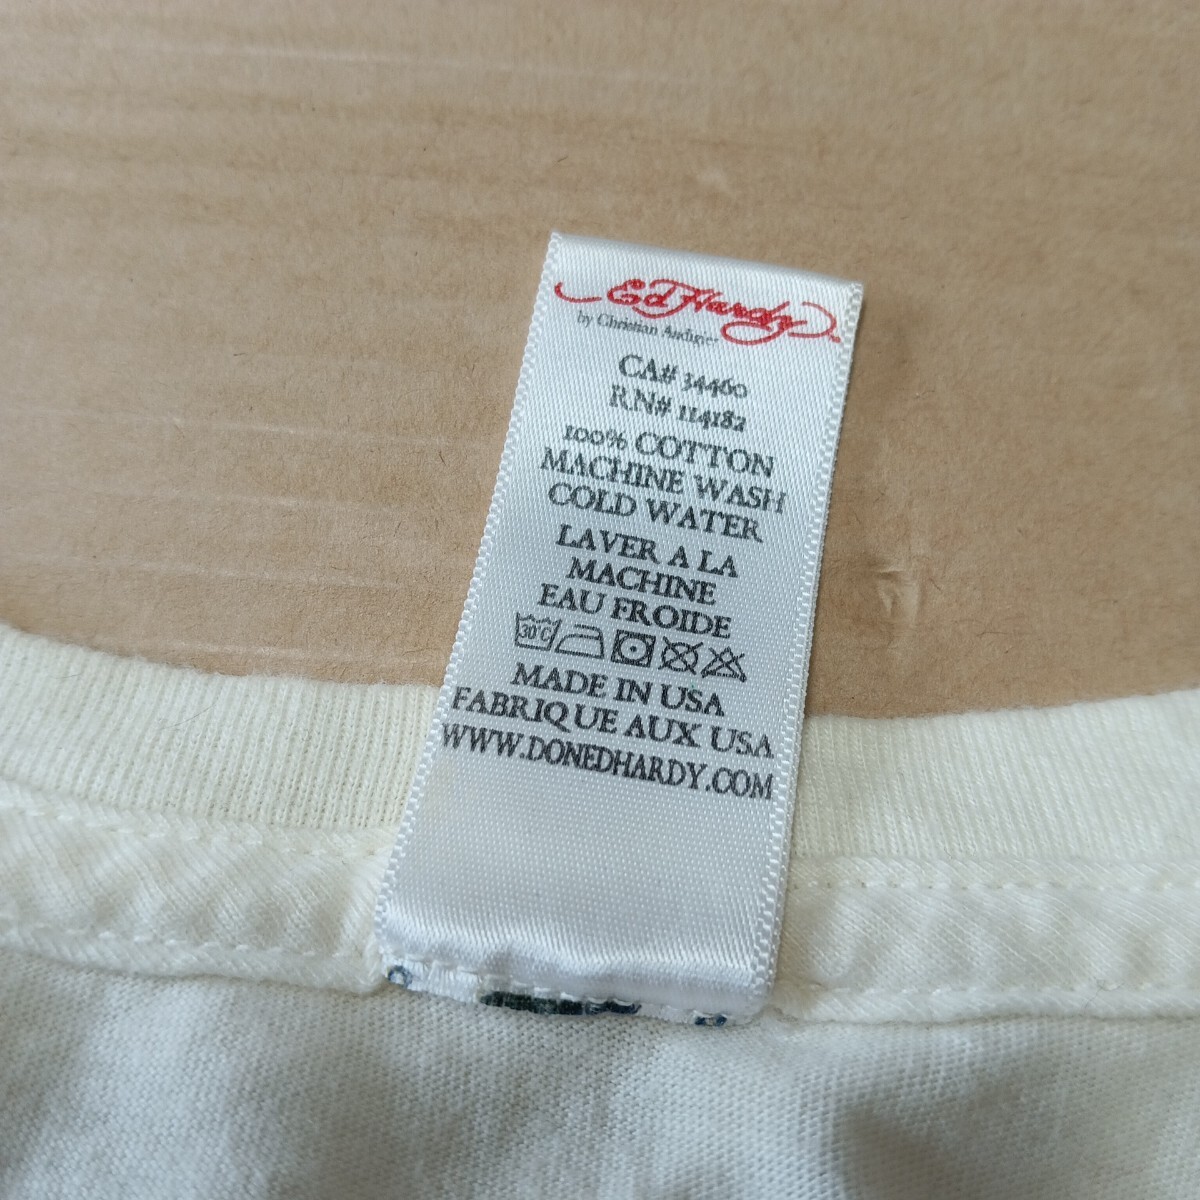 Ed Hardy
by Christian Audigier
CA# 34460
RN# 114182
100% COTTON
MACHINE WASH
COLD WATER
LAVER A LA
MACHINE
EAU FROIDE
30°C
MADE IN USA
FABRIQUE AUX USA
WWW.DONEDHARDY.COM